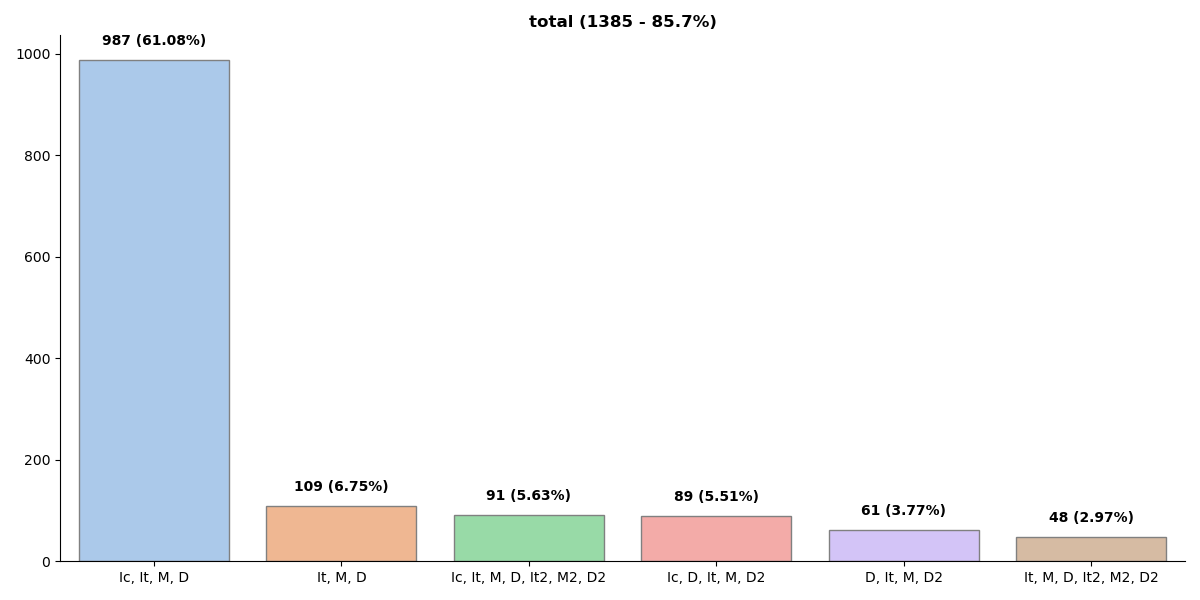 total (1385 - 85.7%)
987 (61.08%)
1000
800
600
400
200
0
109 (6.75%)
91 (5.63%)
89 (5.51%)
61 (3.77%)
48 (2.97%)
Ic, It, M, D
It, M, D
Ic, It, M, D, It2, M2, D2
Ic, D, It, M, D2
D, It, M, D2
It, M, D, It2, M2, D2